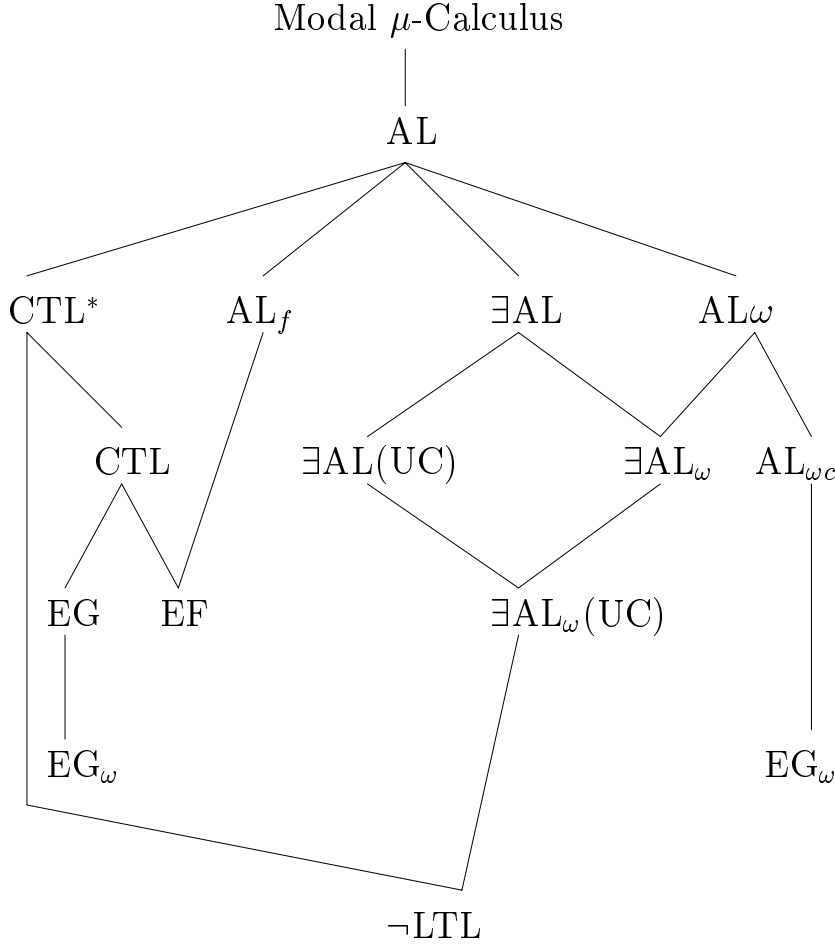 Modal μ-Calculus
AL
CTL* AL_f ∃AL ALω
CTL ∃AL(UC) ∃AL_ω AL_ωc
EG EF ∃AL_ω(UC)
EG_ω EG_ω
¬LTL